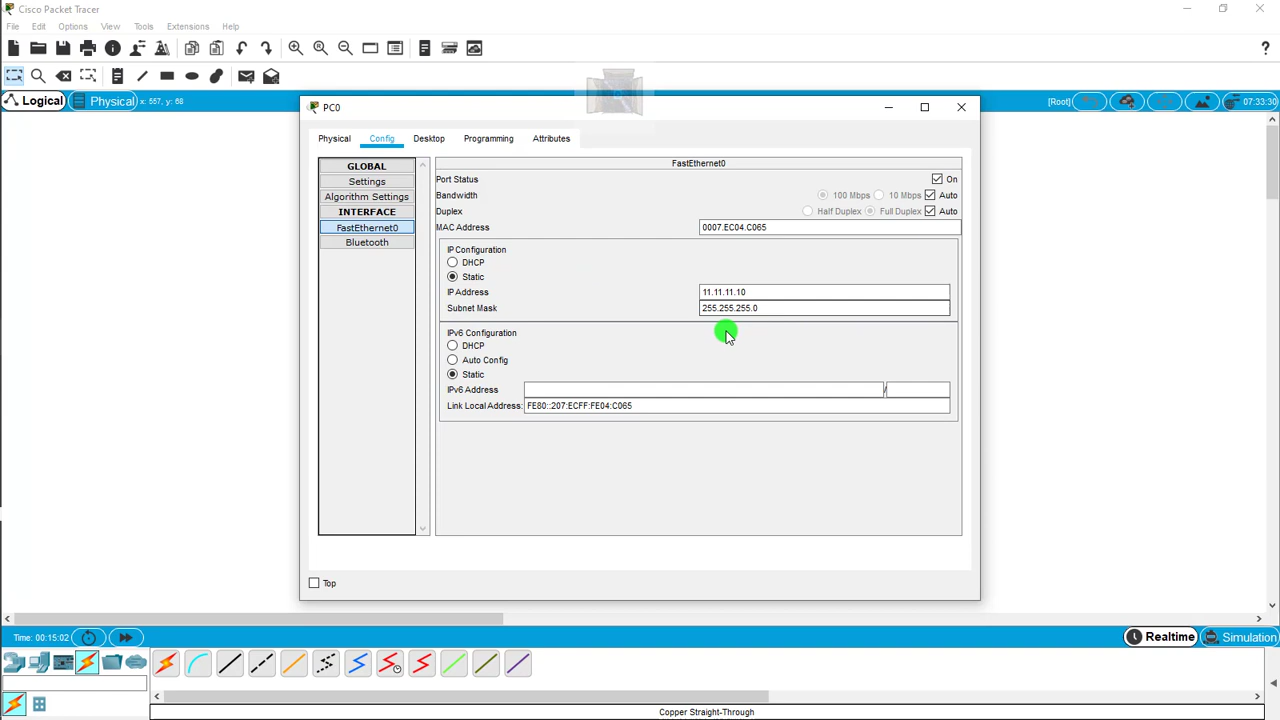 Cisco Packet Tracer
File Edit Options View Tools Extensions Help
?
Logical Physical x: 557, y: 68 [Root] 07:33:30
PC0
Physical Config Desktop Programming Attributes
GLOBAL
Settings
Algorithm Settings
INTERFACE
FastEthernet0
Bluetooth
FastEthernet0
Port Status On
Bandwidth 100 Mbps 10 Mbps Auto
Duplex Half Duplex Full Duplex Auto
MAC Address 0007.EC04.C065
IP Configuration
DHCP
Static
IP Address 11.11.11.10
Subnet Mask 255.255.255.0
IPv6 Configuration
DHCP
Auto Config
Static
IPv6 Address /
Link Local Address: FE80::207:ECFF:FE04:C065
Top
Time: 00:15:02 Realtime Simulation
Copper Straight-Through